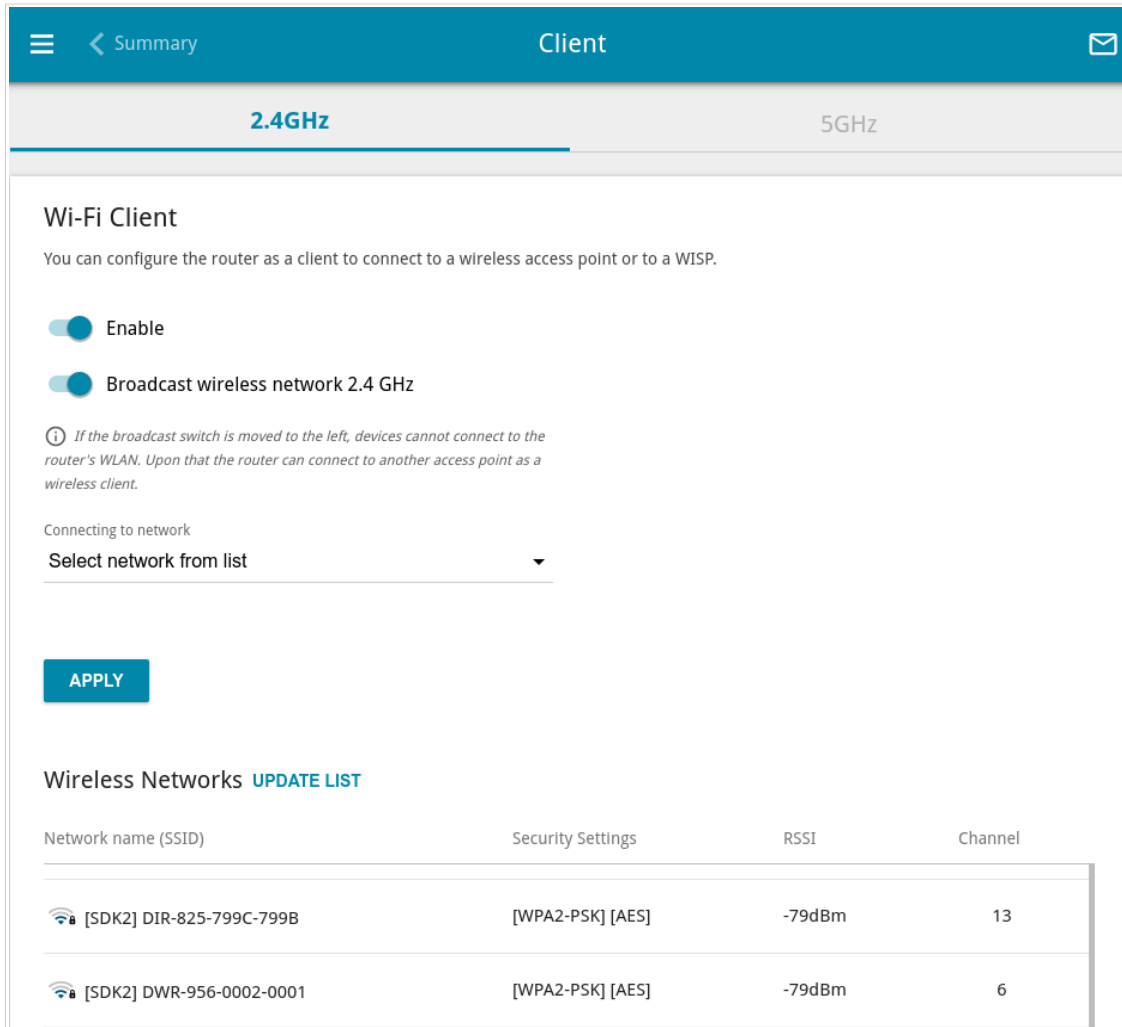 Summary
Client
2.4GHz
5GHz
Wi-Fi Client
You can configure the router as a client to connect to a wireless access point or to a WISP.
Enable
Broadcast wireless network 2.4 GHz
If the broadcast switch is moved to the left, devices cannot connect to the
router's WLAN. Upon that the router can connect to another access point as a
wireless client.
Connecting to network
Select network from list
APPLY
Wireless Networks UPDATE LIST
Network name (SSID) Security Settings RSSI Channel
[SDK2] DIR-825-799C-799B [WPA2-PSK] [AES] -79dBm 13
[SDK2] DWR-956-0002-0001 [WPA2-PSK] [AES] -79dBm 6